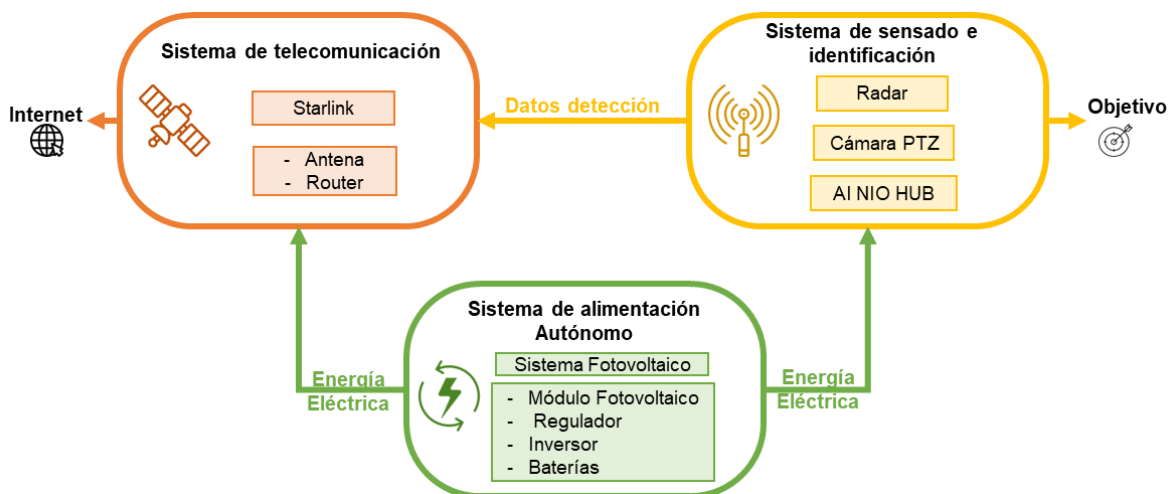 Sistema de telecomunicación
Starlink
- Antena
- Router
Internet
Datos detección
Sistema de sensado e
identificación
Radar
Cámara PTZ
AI NIO HUB
Objetivo
Sistema de alimentación
Autónomo
Sistema Fotovoltaico
- Módulo Fotovoltaico
- Regulador
- Inversor
- Baterías
Energía
Eléctrica
Energía
Eléctrica